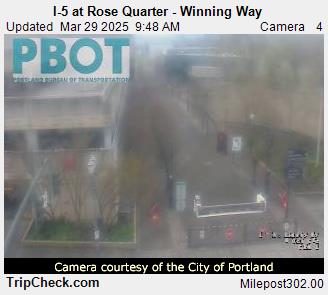 I-5 at Rose Quarter - Winning Way
Updated Mar 29 2025 9:48 AM Camera 4
PBOT
PORTLAND BUREAU OF TRANSPORTATION
Camera courtesy of the City of Portland
TripCheck.com Milepost302.00